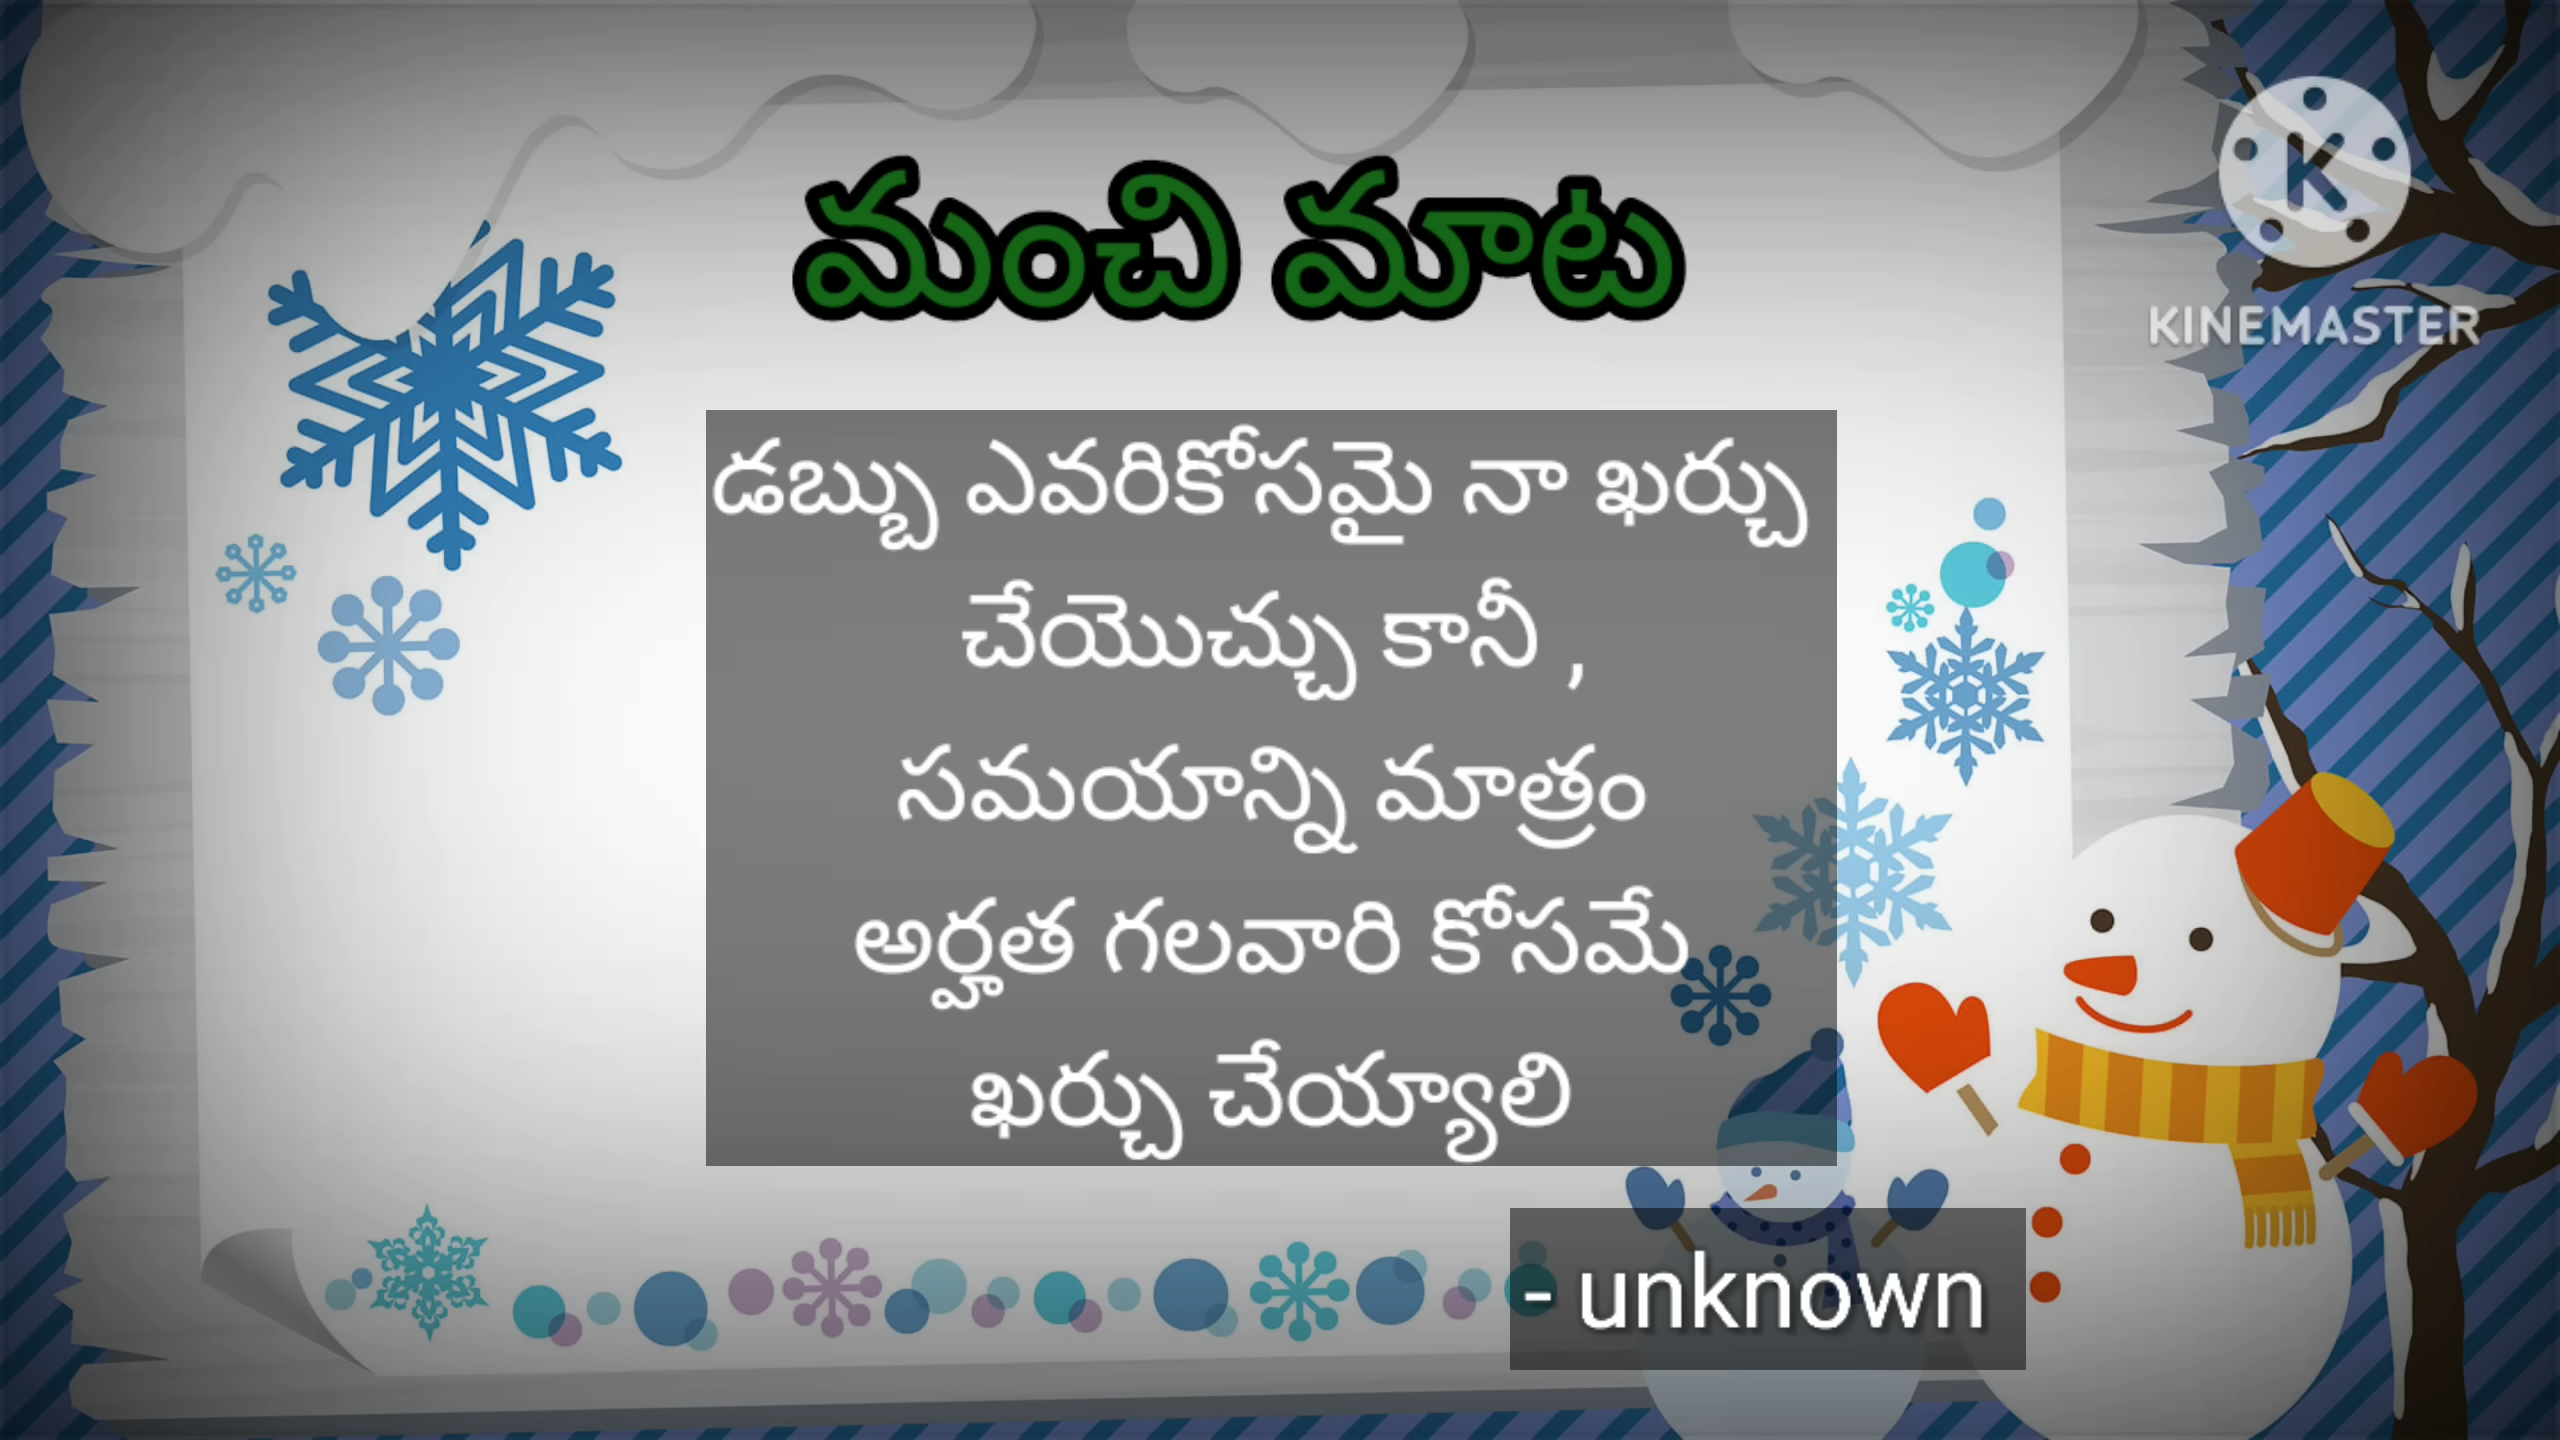 మంచి మాట
KINEMASTER
డబ్బు ఎవరికోసమై నా ఖర్చు
చేయొచ్చు కానీ ,
సమయాన్ని మాత్రం
అర్హత గలవారి కోసమే
ఖర్చు చేయ్యాలి
- unknown